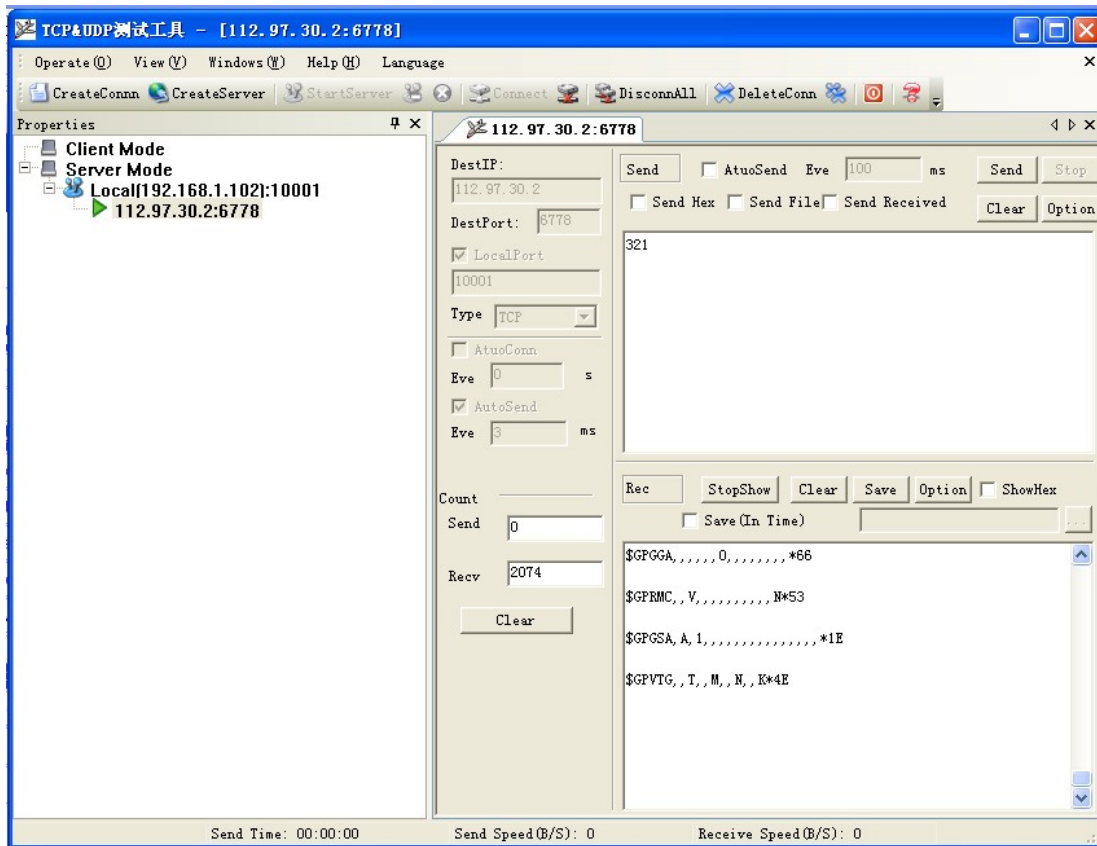 TCP&UDP测试工具 - [112.97.30.2:6778]
Operate(O) View(V) Windows(W) Help(H) Language
CreateConnn CreateServer StartServer Connect DisconnAll DeleteConn
Properties
112.97.30.2:6778
Client Mode
Server Mode
Local(192.168.1.102):10001
112.97.30.2:6778
DestIP:
112.97.30.2
DestPort: 6778
LocalPort
10001
Type TCP
AtuoConn
Eve 0 s
AutoSend
Eve 3 ms
Count
Send 0
Recv 2074
Clear
Send AtuoSend Eve 100 ms Send Stop
Send Hex Send File Send Received Clear Option
321
Rec StopShow Clear Save Option ShowHex
Save(In Time) ...
$GPGGA,,,,,,0,,,,,,,,*66
$GPRMC,,V,,,,,,,,,,N*53
$GPGSA,A,1,,,,,,,,,,,,,,,*1E
$GPVTG,,T,,M,,N,,K*4E
Send Time: 00:00:00 Send Speed(B/S): 0 Receive Speed(B/S): 0